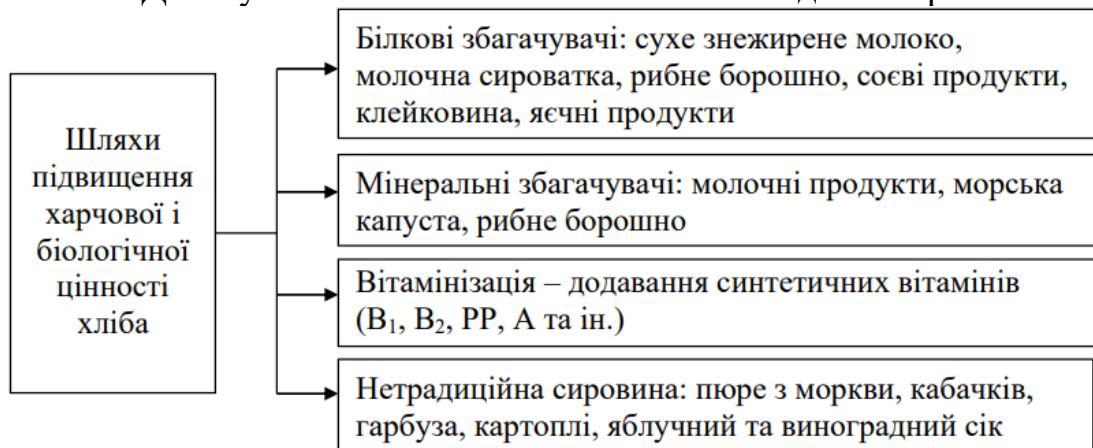 Шляхи
підвищення
харчової і
біологічної
цінності
хліба
Білкові збагачувачі: сухе знежирене молоко,
молочна сироватка, рибне борошно, соєві продукти,
клейковина, яєчні продукти
Мінеральні збагачувачі: молочні продукти, морська
капуста, рибне борошно
Вітамінізація – додавання синтетичних вітамінів
(В₁, В₂, РР, А та ін.)
Нетрадиційна сировина: пюре з моркви, кабачків,
гарбуза, картоплі, яблучний та виноградний сік